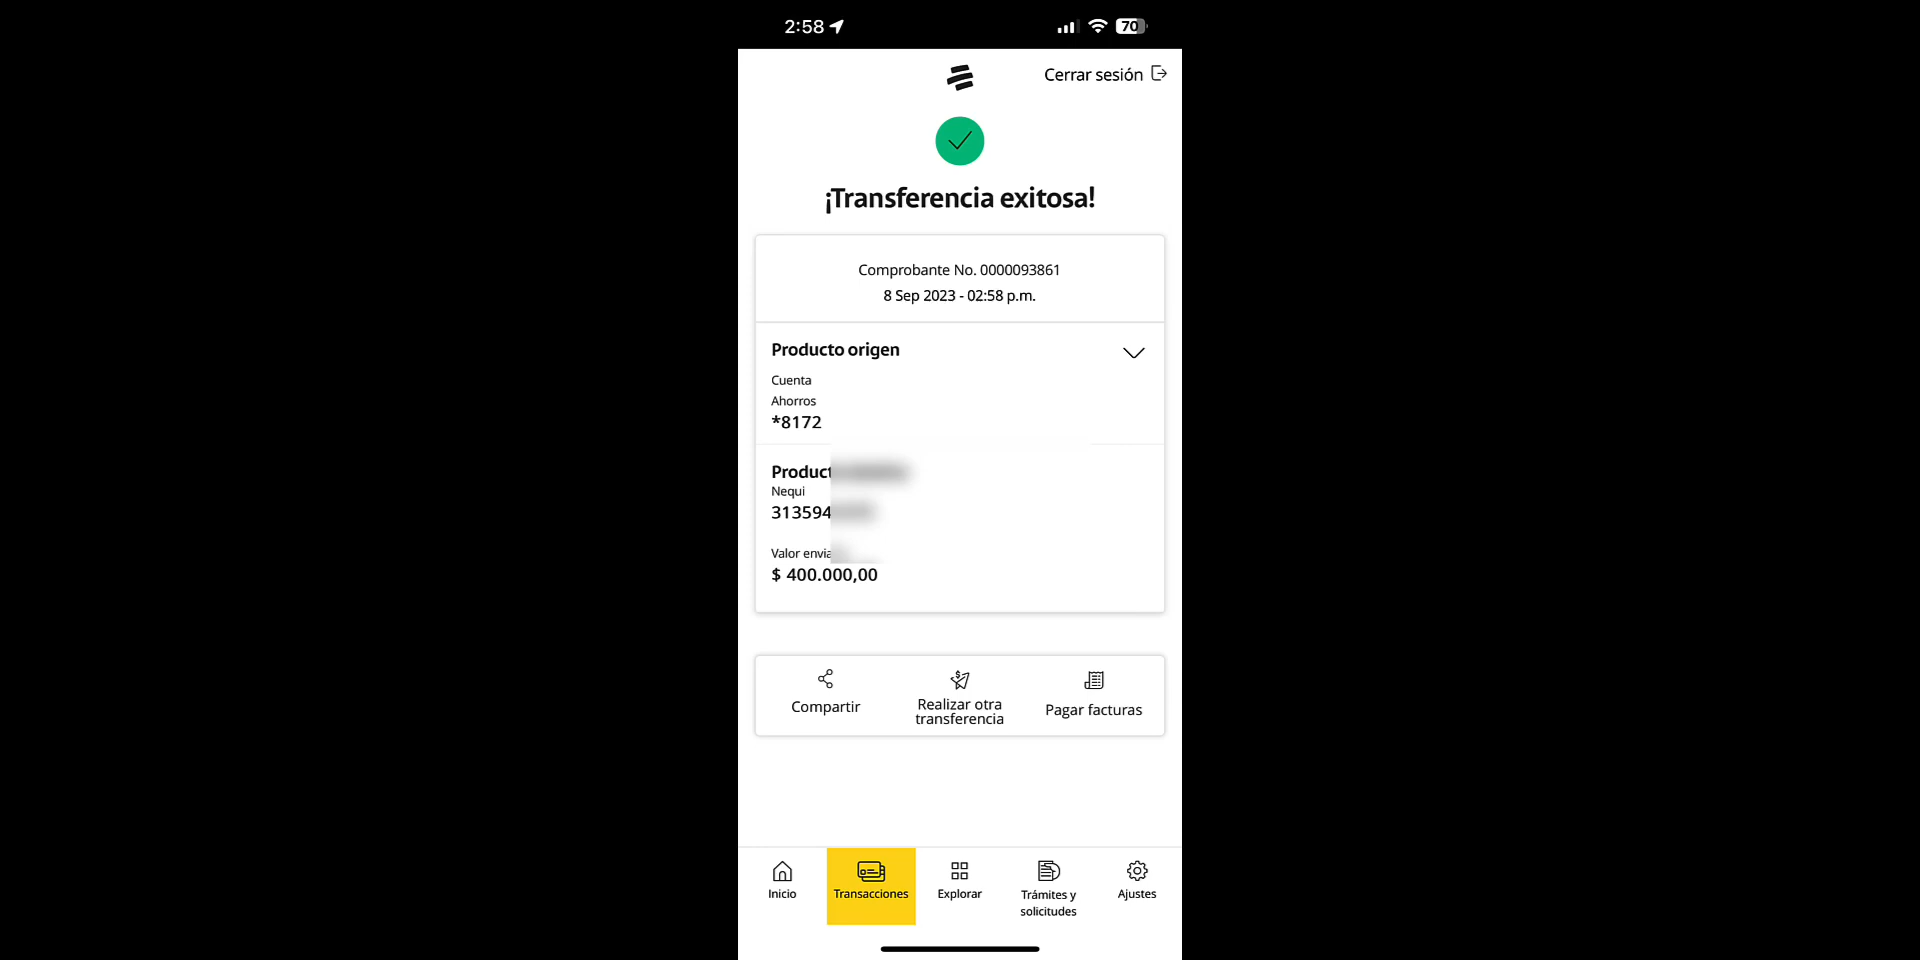 2:58
70
Cerrar sesión
¡Transferencia exitosa!
Comprobante No. 0000093861
8 Sep 2023 - 02:58 p.m.
Producto origen
Cuenta
Ahorros
*8172
Nequi
313594
Valor
$ 400.000,00
Compartir
Realizar otra
transferencia
Pagar facturas
Inicio
Transacciones
Explorar
Trámites y
solicitudes
Ajustes